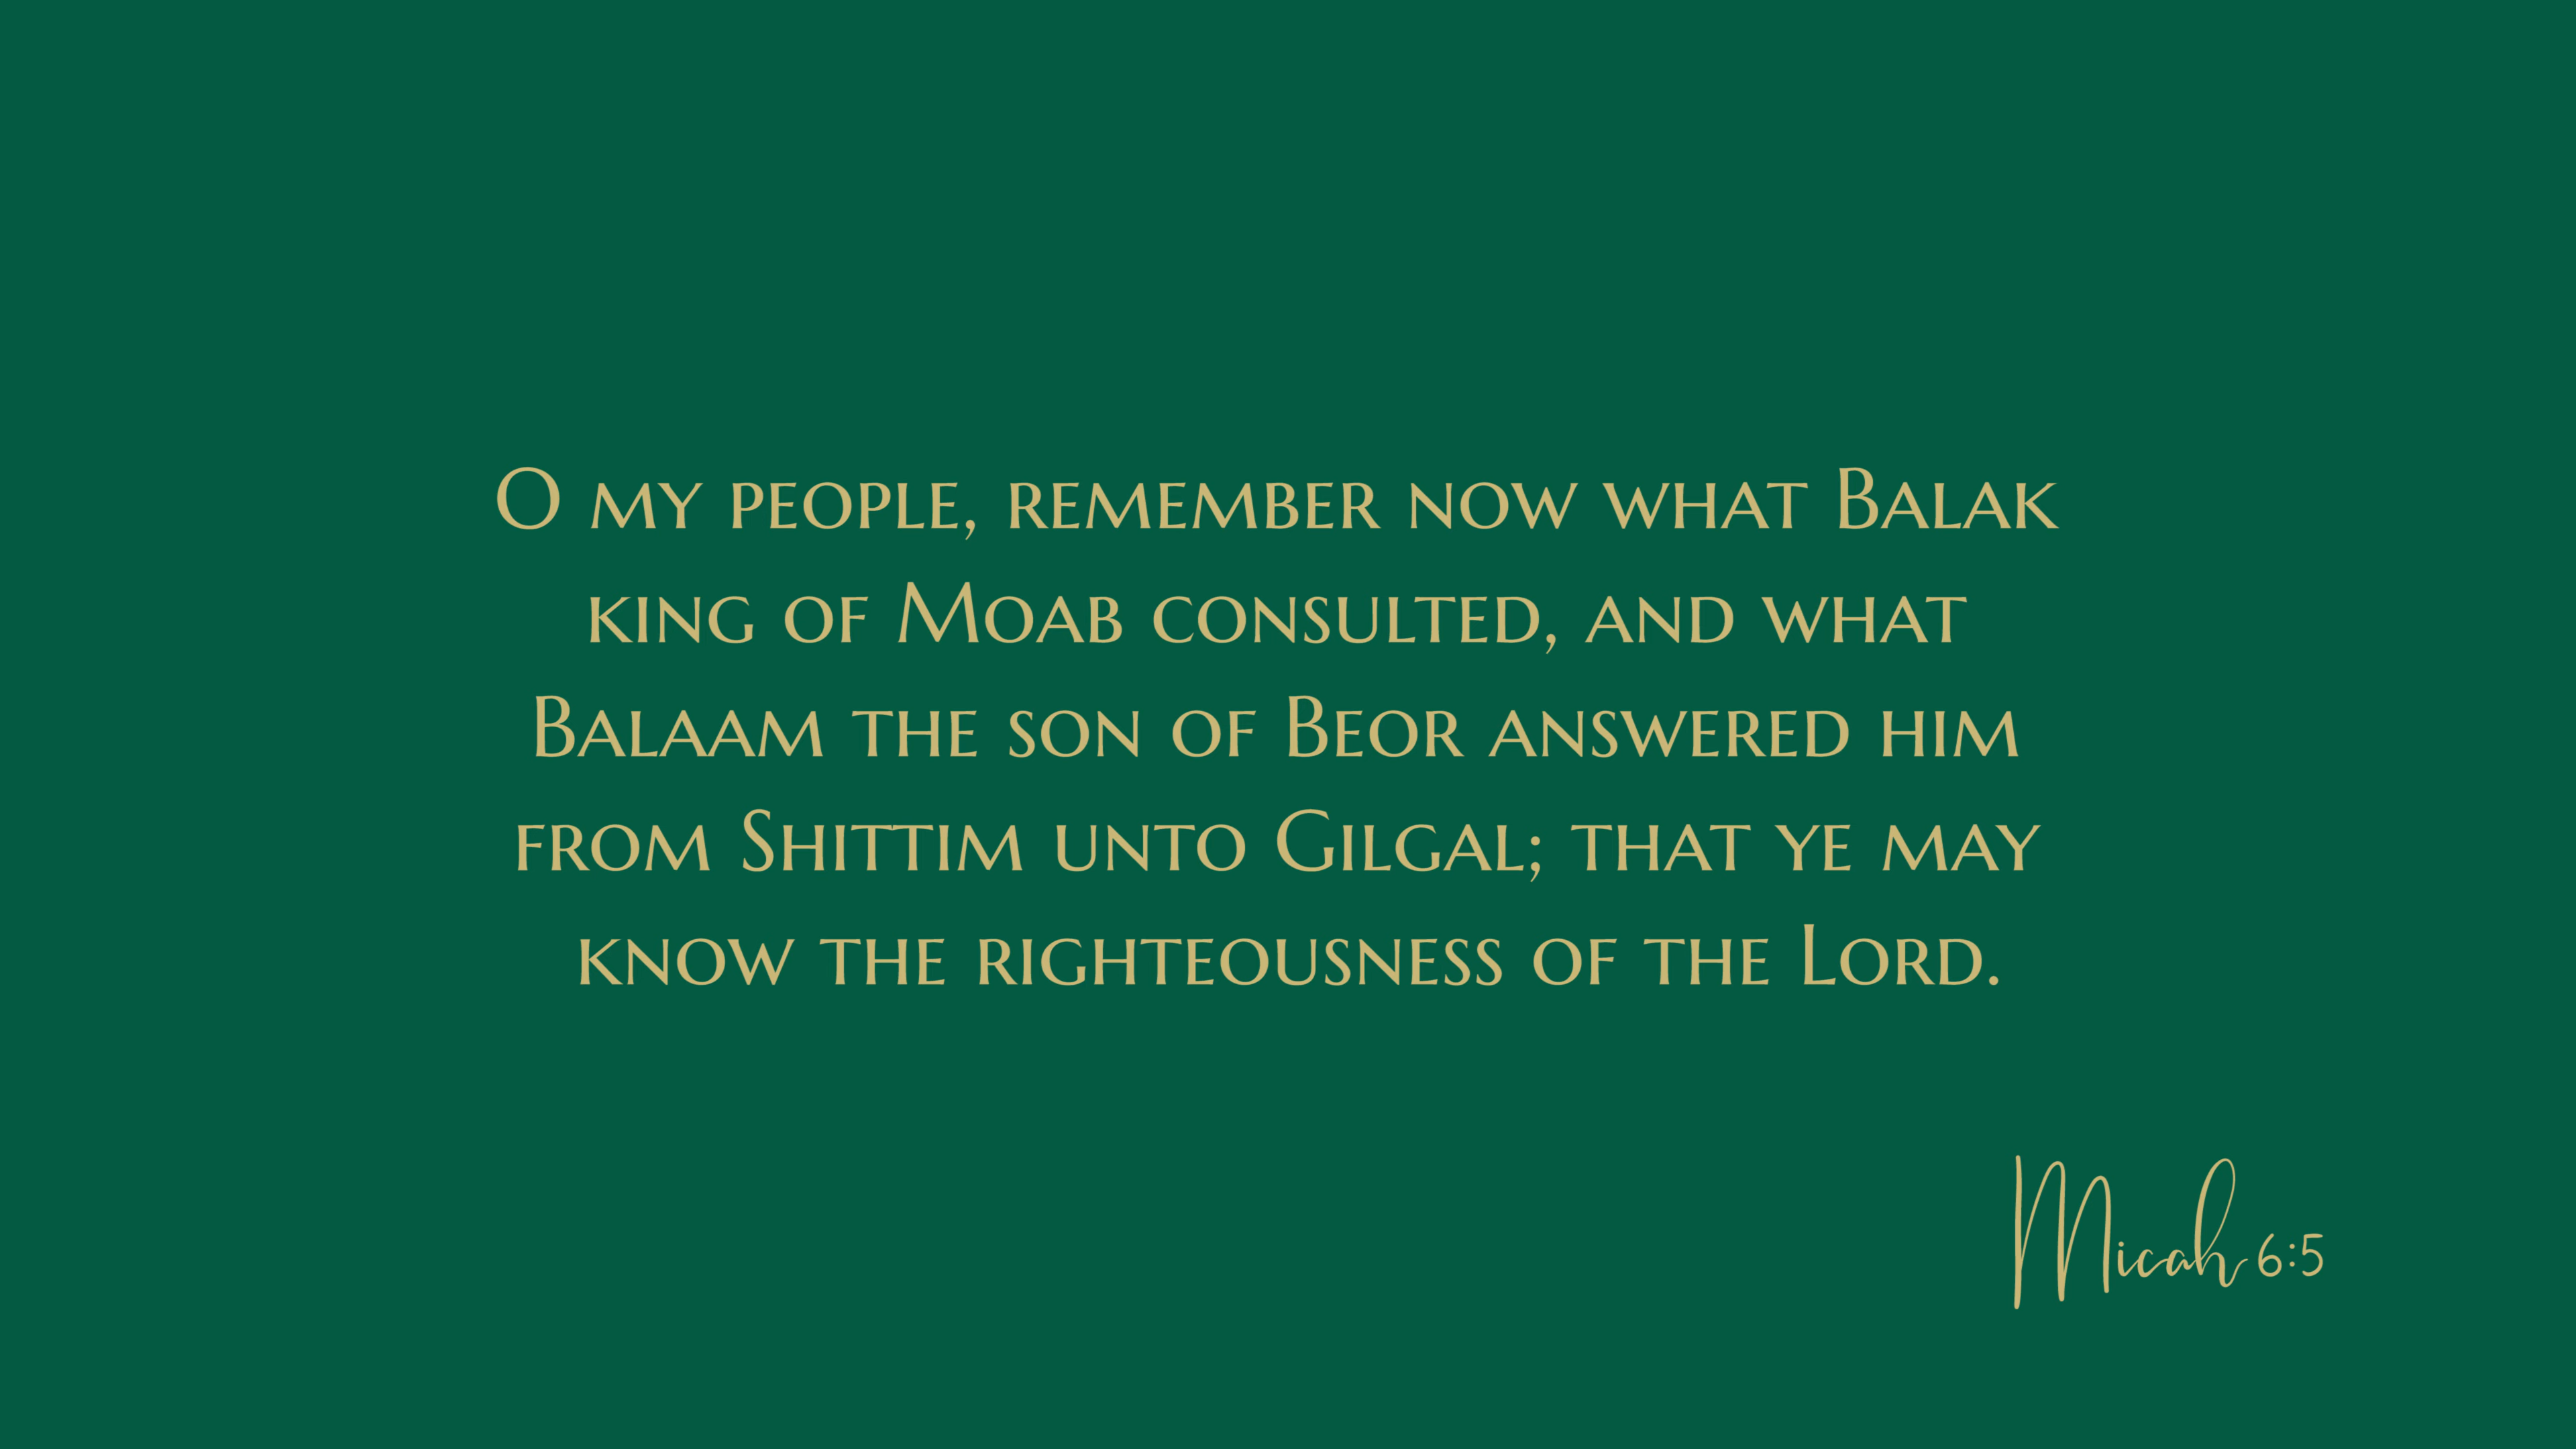 O my people, remember now what Balak
king of Moab consulted, and what
Balaam the son of Beor answered him
from Shittim unto Gilgal; that ye may
know the righteousness of the Lord.
Micah 6:5